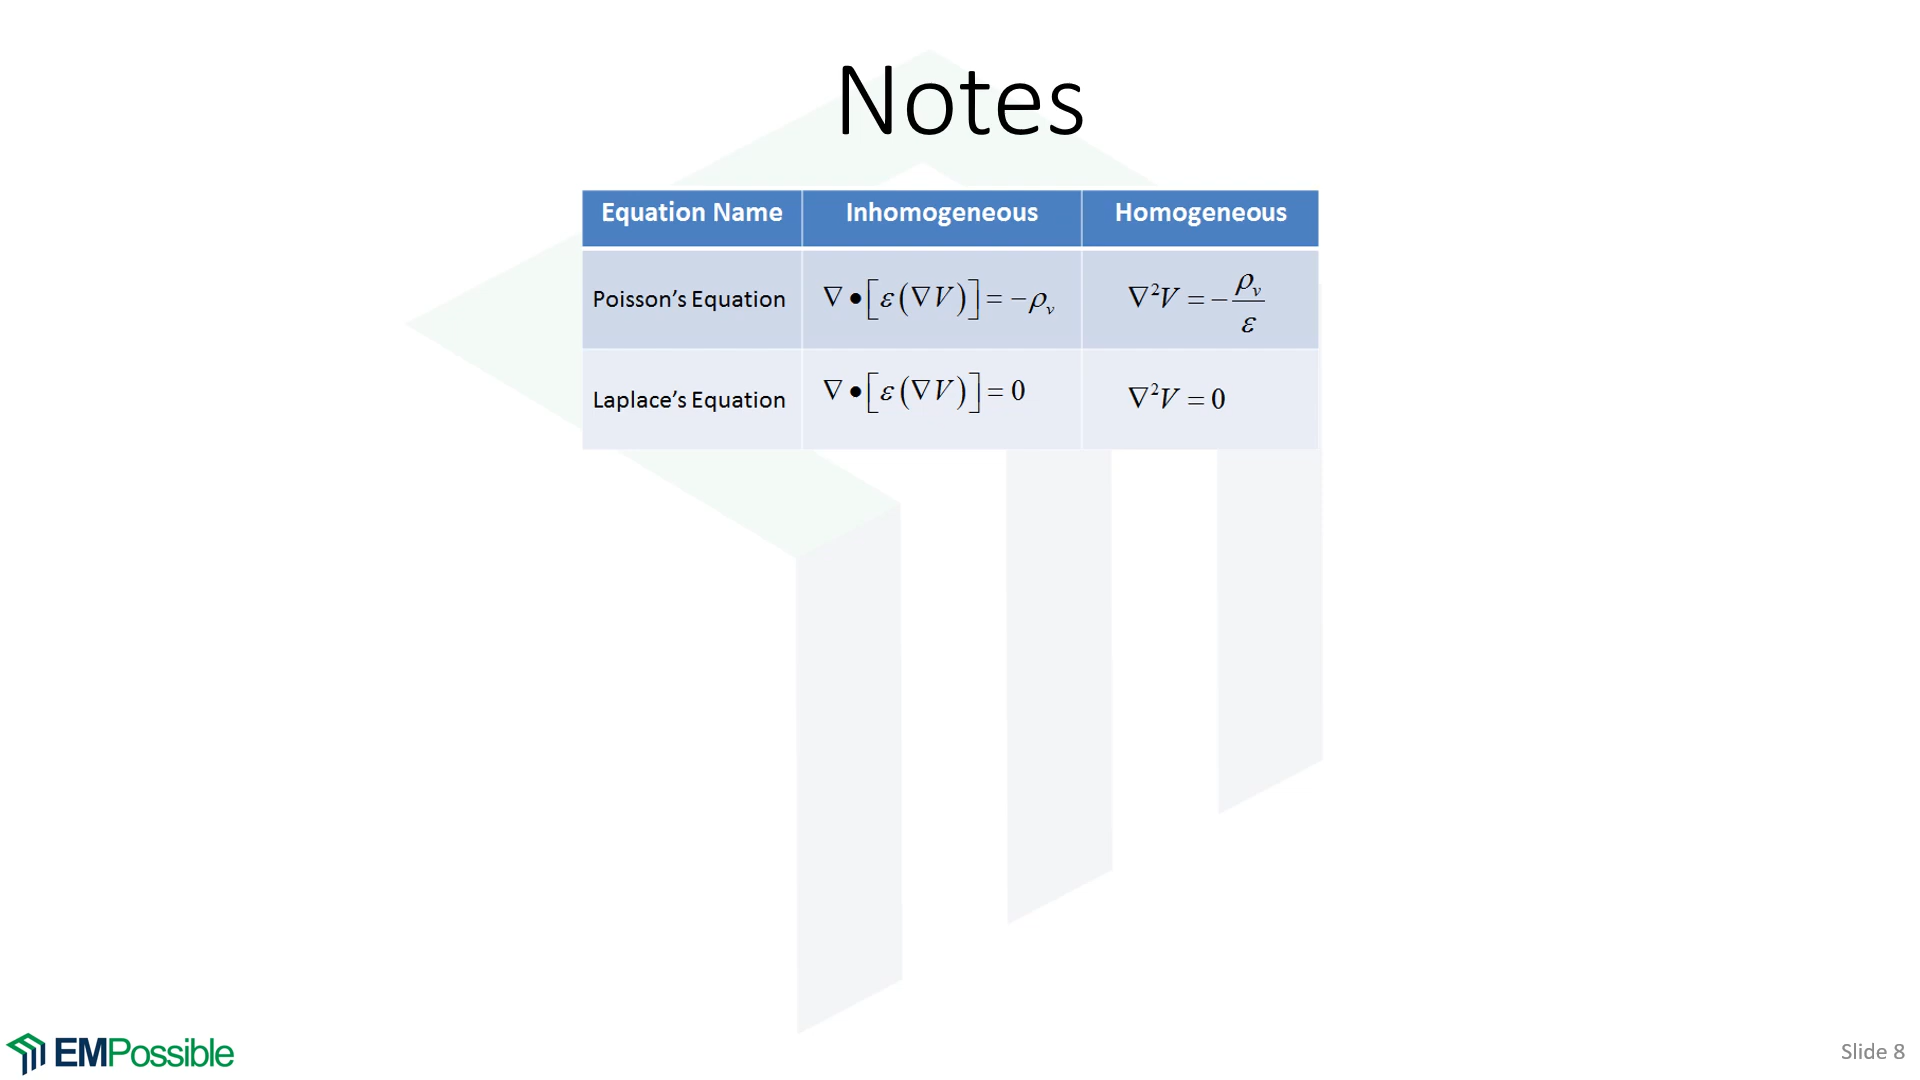 Notes
Equation Name Inhomogeneous Homogeneous
Poisson's Equation ∇•[ε(∇V)]=−ρᵥ ∇²V=−ρᵥ/ε
Laplace's Equation ∇•[ε(∇V)]=0 ∇²V=0
EMPossible Slide 8